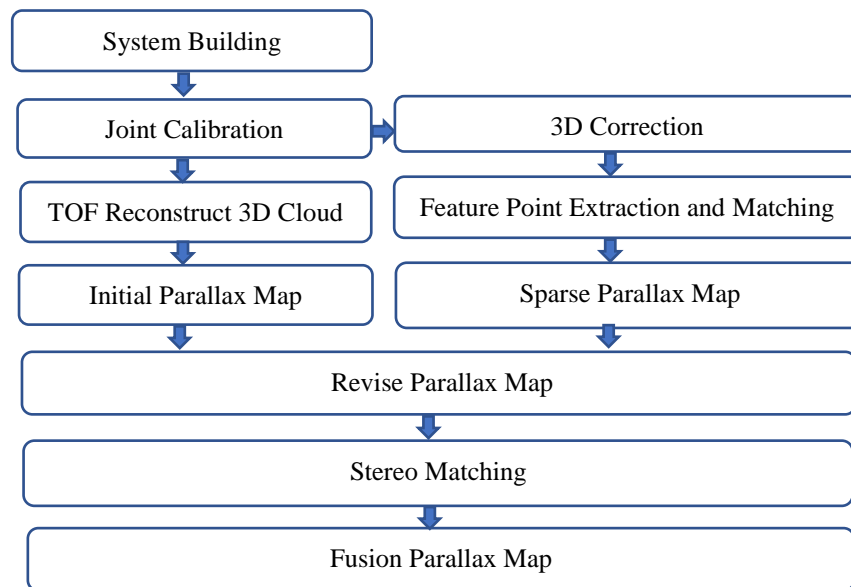 System Building
Joint Calibration
3D Correction
TOF Reconstruct 3D Cloud
Feature Point Extraction and Matching
Initial Parallax Map
Sparse Parallax Map
Revise Parallax Map
Stereo Matching
Fusion Parallax Map